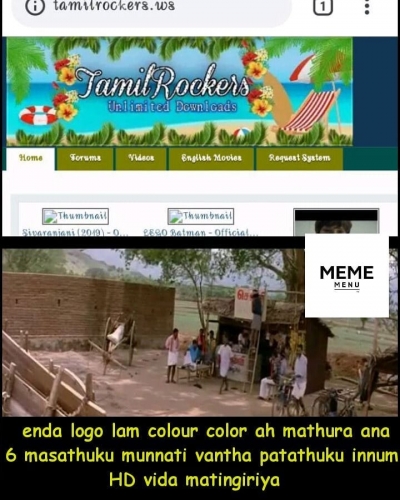 tamilrockers.ws
1
TamilRockers
Unlimited Downloads
Home Forums Videos English Movies Request System
Thumbnail Thumbnail
Sivaranjani (2019) - O... LEGO Batman - Official...
MEME
MENU
enda logo lam colour color ah mathura ana
6 masathuku munnati vantha patathuku innum
HD vida matingiriya